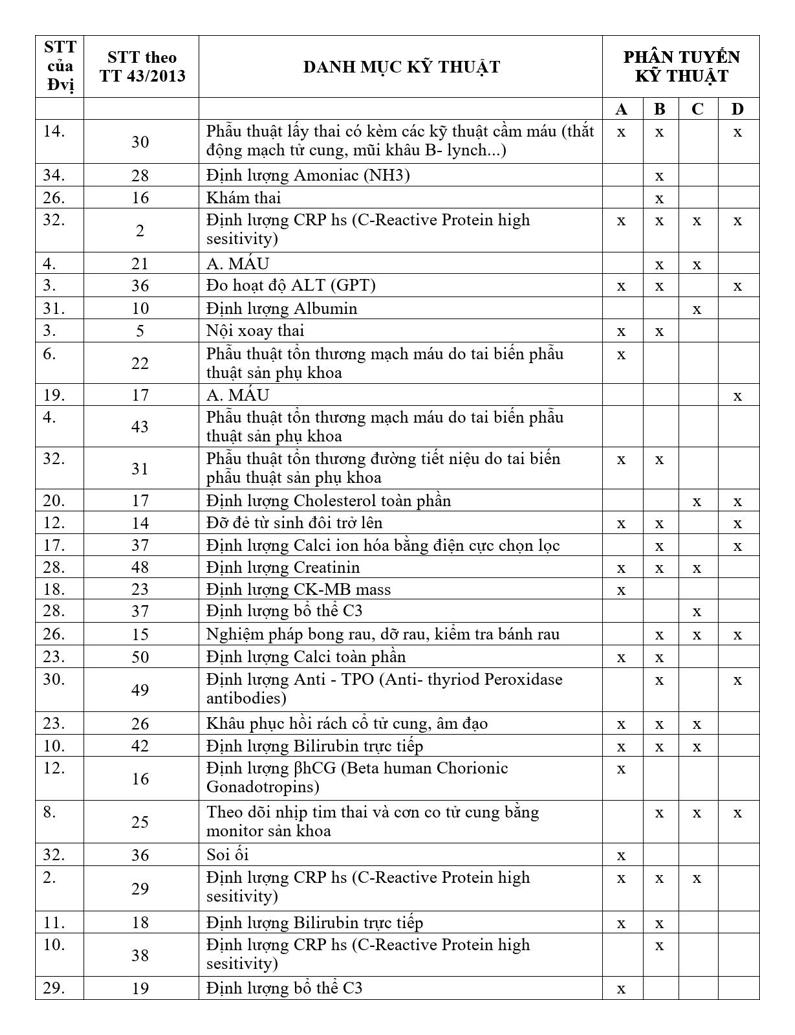 STT của Đvị | STT theo TT 43/2013 | DANH MỤC KỸ THUẬT | PHÂN TUYẾN KỸ THUẬT
A B C D
14. 30 Phẫu thuật lấy thai có kèm các kỹ thuật cầm máu (thắt động mạch tử cung, mũi khâu B- lynch...) x x x
34. 28 Định lượng Amoniac (NH3) x
26. 16 Khám thai x
32. 2 Định lượng CRP hs (C-Reactive Protein high sesitivity) x x x x
4. 21 A. MÁU x x
3. 36 Đo hoạt độ ALT (GPT) x x x
31. 10 Định lượng Albumin x
3. 5 Nội xoay thai x x
6. 22 Phẫu thuật tổn thương mạch máu do tai biến phẫu thuật sản phụ khoa x
19. 17 A. MÁU x
4. 43 Phẫu thuật tổn thương mạch máu do tai biến phẫu thuật sản phụ khoa
32. 31 Phẫu thuật tổn thương đường tiết niệu do tai biến phẫu thuật sản phụ khoa x x
20. 17 Định lượng Cholesterol toàn phần x x
12. 14 Đỡ đẻ từ sinh đôi trở lên x x x
17. 37 Định lượng Calci ion hóa bằng điện cực chọn lọc x x
28. 48 Định lượng Creatinin x x x
18. 23 Định lượng CK-MB mass x
28. 37 Định lượng bổ thể C3 x
26. 15 Nghiệm pháp bong rau, đỡ rau, kiểm tra bánh rau x x x
23. 50 Định lượng Calci toàn phần x x
30. 49 Định lượng Anti - TPO (Anti- thyriod Peroxidase antibodies) x x
23. 26 Khâu phục hồi rách cổ tử cung, âm đạo x x x
10. 42 Định lượng Bilirubin trực tiếp x x x
12. 16 Định lượng βhCG (Beta human Chorionic Gonadotropins) x
8. 25 Theo dõi nhịp tim thai và cơn co tử cung bằng monitor sản khoa x x x
32. 36 Soi ối x
2. 29 Định lượng CRP hs (C-Reactive Protein high sesitivity) x x x
11. 18 Định lượng Bilirubin trực tiếp x x
10. 38 Định lượng CRP hs (C-Reactive Protein high sesitivity) x
29. 19 Định lượng bổ thể C3 x